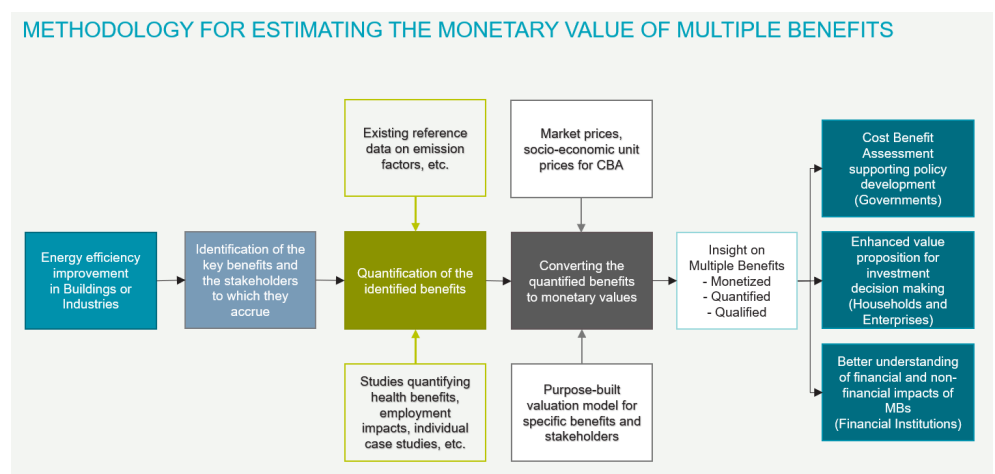 METHODOLOGY FOR ESTIMATING THE MONETARY VALUE OF MULTIPLE BENEFITS
Existing reference
data on emission
factors, etc.
Market prices,
socio-economic unit
prices for CBA
Cost Benefit
Assessment
supporting policy
development
(Governments)
Energy efficiency
improvement
in Buildings or
Industries
Identification of the
key benefits and
the stakeholders
to which they
accrue
Quantification of the
identified benefits
Converting the
quantified benefits
to monetary values
Insight on
Multiple Benefits
- Monetized
- Quantified
- Qualified
Enhanced value
proposition for
investment
decision making
(Households and
Enterprises)
Studies quantifying
health benefits,
employment
impacts, individual
case studies, etc.
Purpose-built
valuation model for
specific benefits and
stakeholders
Better understanding
of financial and non-
financial impacts of
MBs
(Financial Institutions)